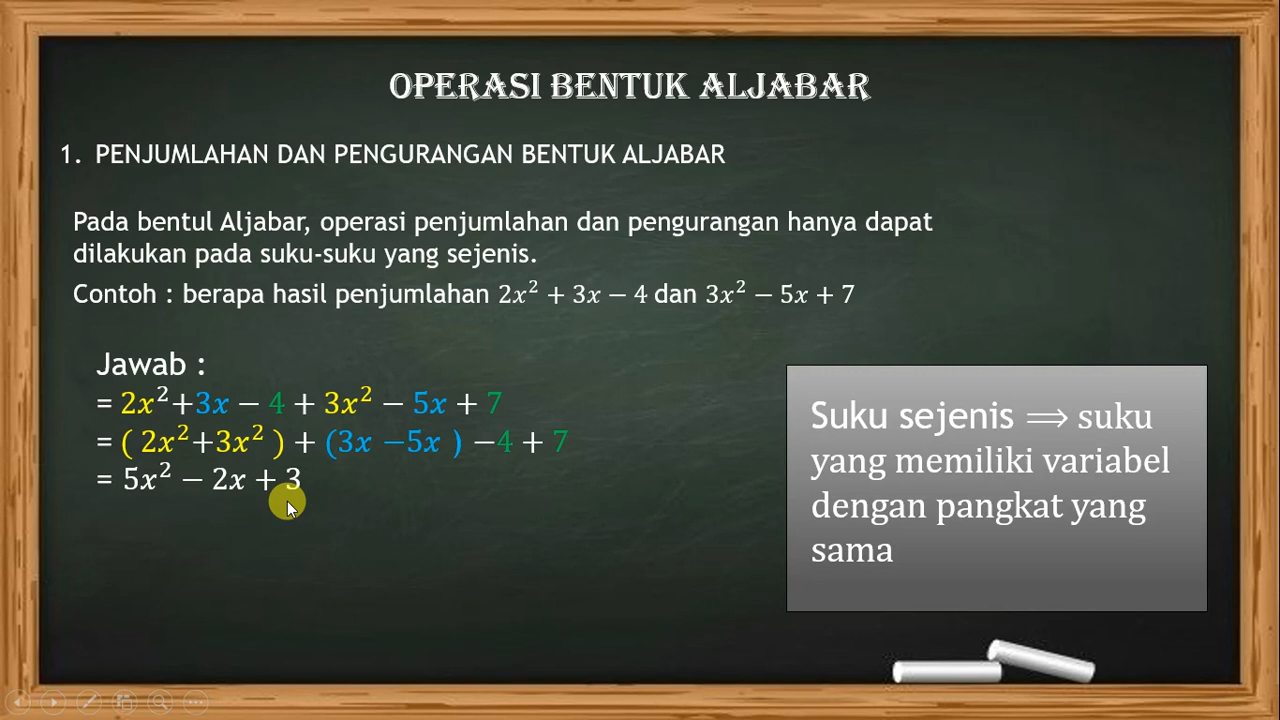 OPERASI BENTUK ALJABAR
1. PENJUMLAHAN DAN PENGURANGAN BENTUK ALJABAR
Pada bentul Aljabar, operasi penjumlahan dan pengurangan hanya dapat
dilakukan pada suku-suku yang sejenis.
Contoh : berapa hasil penjumlahan 2x² + 3x − 4 dan 3x² − 5x + 7
Jawab :
= 2x²+3x − 4 + 3x² − 5x + 7
= ( 2x²+3x² ) + (3x −5x ) −4 + 7
= 5x² − 2x + 3
Suku sejenis ⟹ suku
yang memiliki variabel
dengan pangkat yang
sama